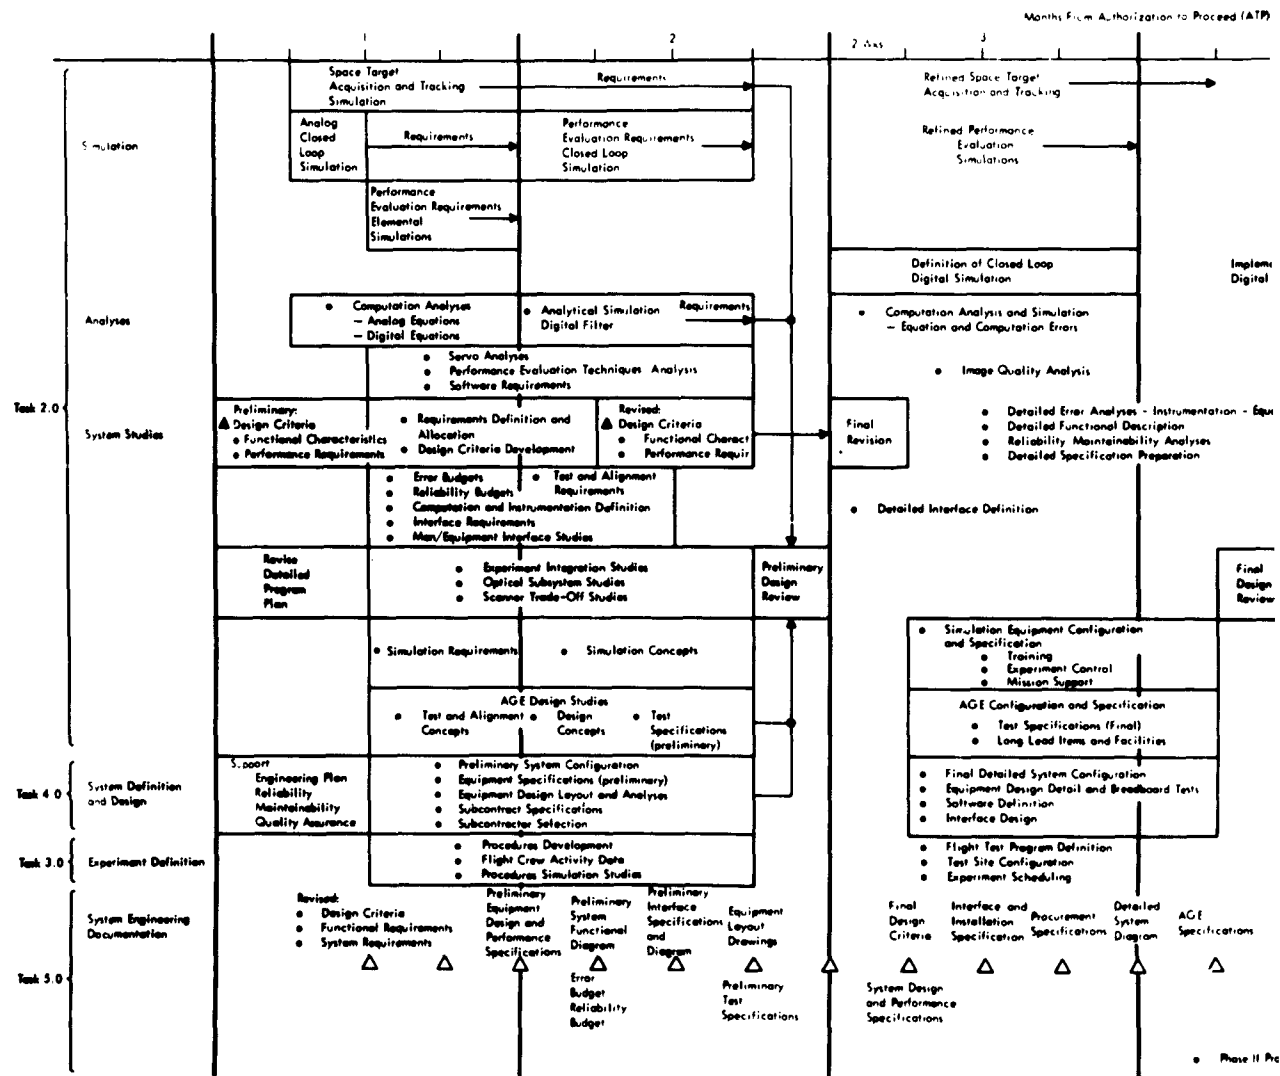 Months From Authorization to Proceed (ATP)
1
2
2 Wks
3
Space Target
Acquisition and Tracking
Simulation
Requirements
Refined Space Target
Acquisition and Tracking
Simulation
Analog
Closed
Loop
Simulation
Requirements
Performance
Evaluation Requirements
Closed Loop
Simulation
Refined Performance
Evaluation
Simulations
Performance
Evaluation Requirements
Elemental
Simulations
Definition of Closed Loop
Digital Simulation
Digital
Analyses
• Computation Analyses
– Analog Equations
– Digital Equations
• Analytical Simulation
Digital Filter
Requirements
• Computation Analysis and Simulation
– Equation and Computation Errors
• Servo Analyses
• Performance Evaluation Techniques Analysis
• Software Requirements
• Image Quality Analysis
Task 2.0
System Studies
Preliminary:
▲ Design Criteria
• Functional Characteristics
• Performance Requirements
• Requirements Definition and
Allocation
• Design Criteria Development
Revised:
▲ Design Criteria
• Functional Charact
• Performance Requir
Final
Revision
• Detailed Error Analyses - Instrumentation -
• Detailed Functional Description
• Reliability Maintainability Analyses
• Detailed Specification Preparation
• Error Budgets
• Reliability Budgets
• Test and Alignment
Requirements
• Computation and Instrumentation Definition
• Interface Requirements
• Man/Equipment Interface Studies
• Detailed Interface Definition
Revise
Detailed
Program
Plan
• Experiment Integration Studies
• Optical Subsystem Studies
• Scanner Trade-Off Studies
Preliminary
Design
Review
Final
Design
Review
• Simulation Requirements
• Simulation Concepts
• Simulation Equipment Configuration
and Specification
• Training
• Experiment Control
• Mission Support
AGE Design Studies
• Test and Alignment
Concepts
• Design
Concepts
• Test
Specifications
(preliminary)
AGE Configuration and Specification
• Test Specifications (Final)
• Long Lead Items and Facilities
Task 4.0
System Definition
and Design
Support
Engineering Plan
Reliability
Maintainability
Quality Assurance
• Preliminary System Configuration
• Equipment Specifications (preliminary)
• Equipment Design Layout and Analyses
• Subcontract Specifications
• Subcontractor Selection
• Final Detailed System Configuration
• Equipment Design Detail and Breadboard Tests
• Software Definition
• Interface Design
Task 3.0
Experiment Definition
• Procedures Development
• Flight Crew Activity Data
• Procedures Simulation Studies
• Flight Test Program Definition
• Test Site Configuration
• Experiment Scheduling
System Engineering
Documentation
Task 5.0
Revised:
• Design Criteria
• Functional Requirements
• System Requirements
Preliminary
Equipment
Design and
Performance
Specifications
Preliminary
System
Functional
Diagram
Preliminary
Interface
Specifications
and
Diagram
Equipment
Layout
Drawings
Final
Design
Criteria
Interface and
Installation
Specification
Procurement
Specifications
Detailed
System
Diagram
AGE
Specifications
Error
Budget
Reliability
Budget
Preliminary
Test
Specifications
System Design
and Performance
Specifications
• Phase II